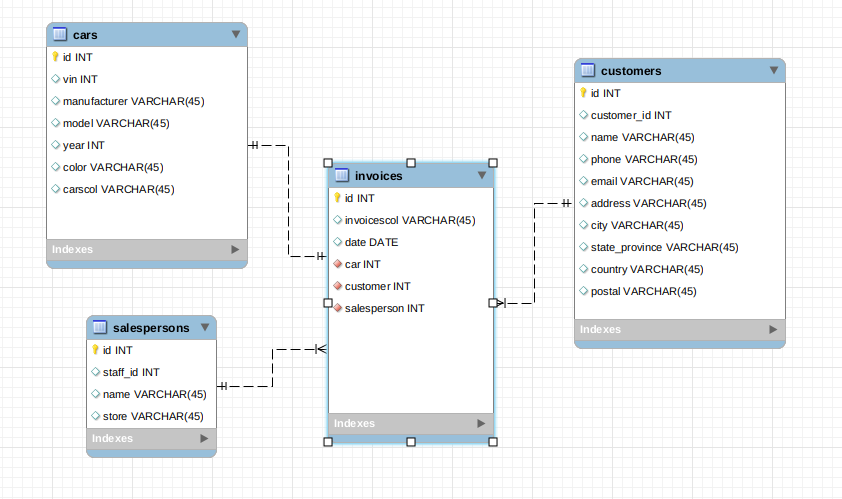 cars
id INT
vin INT
manufacturer VARCHAR(45)
model VARCHAR(45)
year INT
color VARCHAR(45)
carscol VARCHAR(45)
Indexes
customers
id INT
customer_id INT
name VARCHAR(45)
phone VARCHAR(45)
email VARCHAR(45)
address VARCHAR(45)
city VARCHAR(45)
state_province VARCHAR(45)
country VARCHAR(45)
postal VARCHAR(45)
Indexes
invoices
id INT
invoicescol VARCHAR(45)
date DATE
car INT
customer INT
salesperson INT
Indexes
salespersons
id INT
staff_id INT
name VARCHAR(45)
store VARCHAR(45)
Indexes